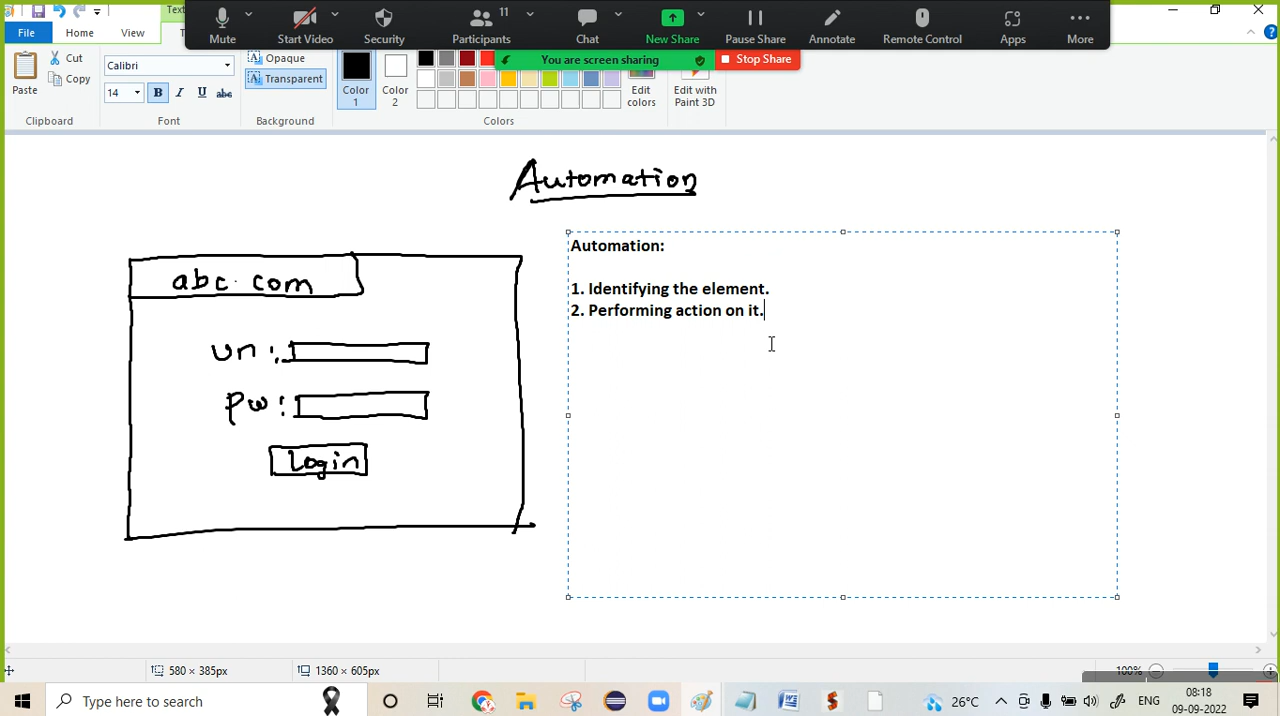 Text
Mute
Start Video
Security
Participants
11
Chat
New Share
Pause Share
Annotate
Remote Control
Apps
More
You are screen sharing
Stop Share
File
Home
View
Paste
Cut
Copy
Clipboard
Calibri
14
B I U abc
Font
Opaque
Transparent
Background
Color 1
Color 2
Edit colors
Edit with Paint 3D
Colors
Automation
abc.com
un :
pw :
login
Automation:
1. Identifying the element.
2. Performing action on it.
580 × 385px
1360 × 605px
100%
Type here to search
26°C
ENG
08:18
09-09-2022